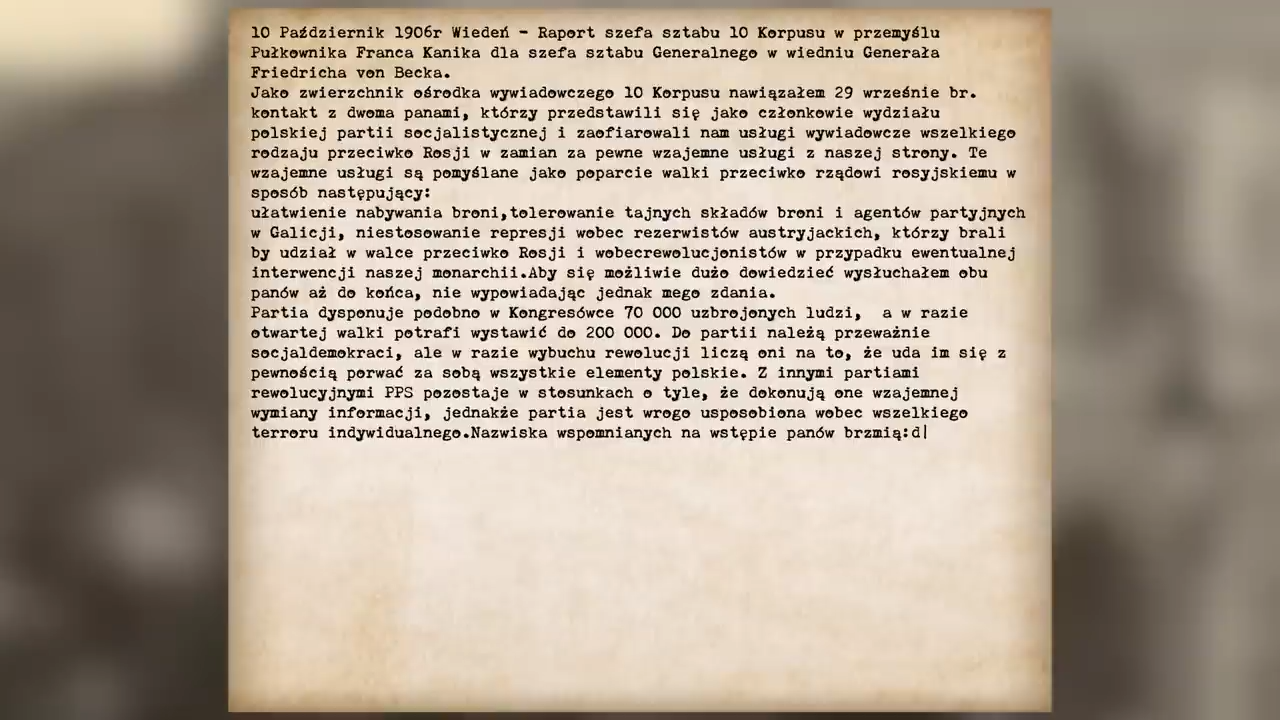 10 Październik 1906r Wiedeń - Raport szefa sztabu 10 Korpusu w przemyślu
Pułkownika Franca Kanika dla szefa sztabu Generalnego w wiedniu Generała
Friedricha von Becka.
Jako zwierzchnik ośrodka wywiadowczego 10 Korpusu nawiązałem 29 wrześnie br.
kontakt z dwoma panami, którzy przedstawili się jako członkowie wydziału
polskiej partii socjalistycznej i zaofiarowali nam usługi wywiadowcze wszelkiego
rodzaju przeciwko Rosji w zamian za pewne wzajemne usługi z naszej strony. Te
wzajemne usługi są pomyślane jako poparcie walki przeciwko rządowi rosyjskiemu w
sposób następujący:
ułatwienie nabywania broni,tolerowanie tajnych składów broni i agentów partyjnych
w Galicji, niestosowanie represji wobec rezerwistów austryjackich, którzy brali
by udział w walce przeciwko Rosji i wobecrewolucjonistów w przypadku ewentualnej
interwencji naszej monarchii.Aby się możliwie dużo dowiedzieć wysłuchałem obu
panów aż do końca, nie wypowiadając jednak mego zdania.
Partia dysponuje podobno w Kongresówce 70 000 uzbrojonych ludzi,  a w razie
otwartej walki potrafi wystawić do 200 000. Do partii należą przeważnie
socjaldemokraci, ale w razie wybuchu rewolucji liczą oni na to, że uda im się z
pewnością porwać za sobą wszystkie elementy polskie. Z innymi partiami
rewolucyjnymi PPS pozostaje w stosunkach o tyle, że dokonują one wzajemnej
wymiany informacji, jednakże partia jest wrogo usposobiona wobec wszelkiego
terroru indywidualnego.Nazwiska wspomnianych na wstępie panów brzmią:d|